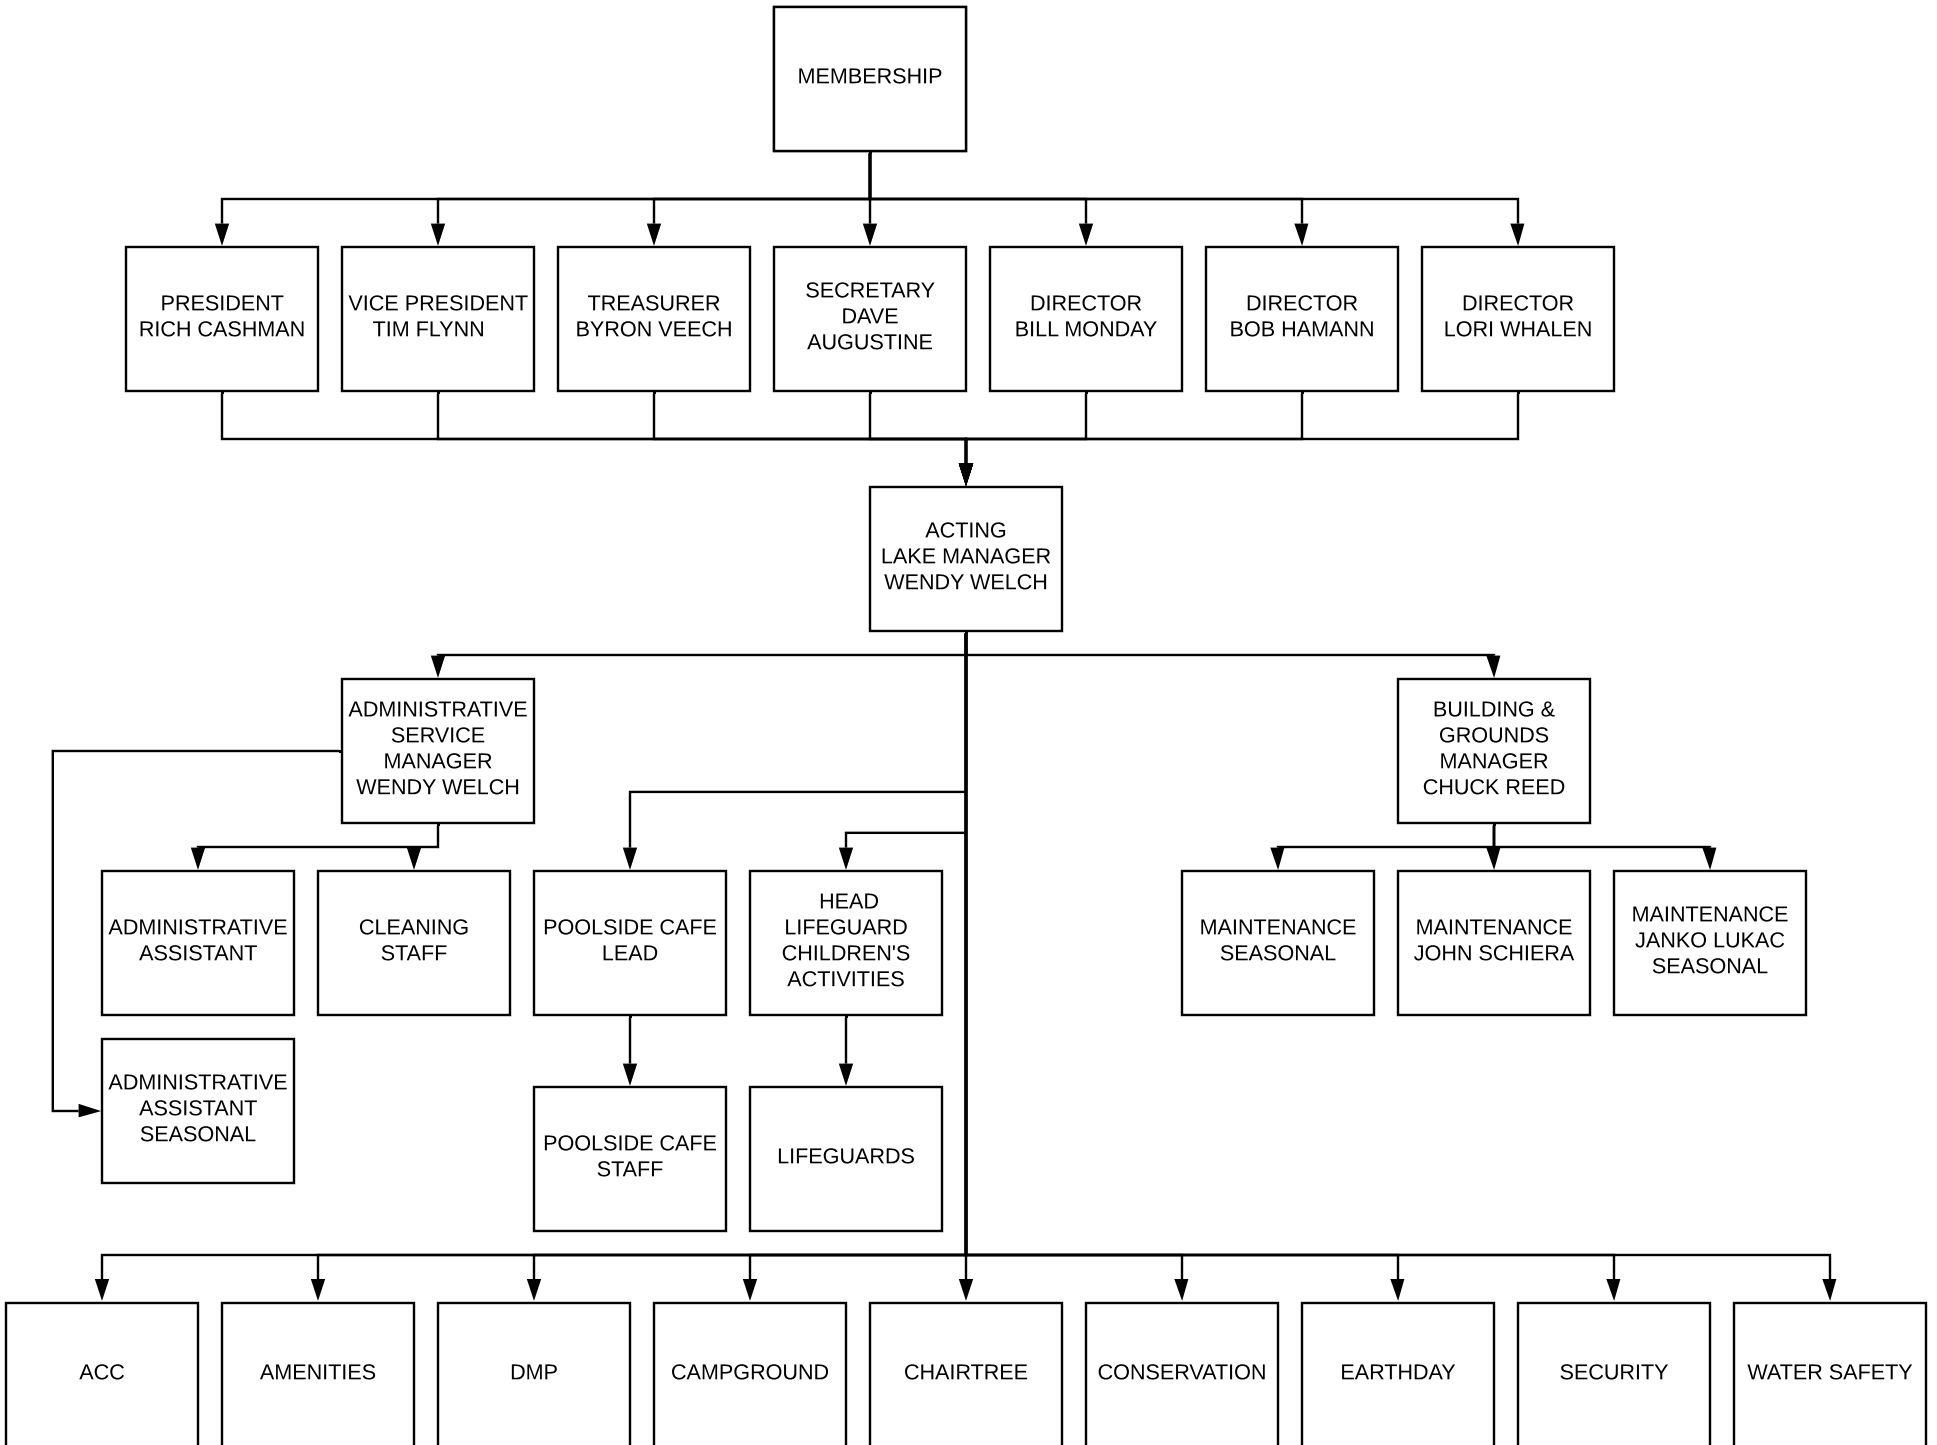 MEMBERSHIP
PRESIDENT
RICH CASHMAN
VICE PRESIDENT
TIM FLYNN
TREASURER
BYRON VEECH
SECRETARY
DAVE
AUGUSTINE
DIRECTOR
BILL MONDAY
DIRECTOR
BOB HAMANN
DIRECTOR
LORI WHALEN
ACTING
LAKE MANAGER
WENDY WELCH
ADMINISTRATIVE
SERVICE
MANAGER
WENDY WELCH
BUILDING &
GROUNDS
MANAGER
CHUCK REED
ADMINISTRATIVE
ASSISTANT
CLEANING
STAFF
POOLSIDE CAFE
LEAD
HEAD
LIFEGUARD
CHILDREN'S
ACTIVITIES
MAINTENANCE
SEASONAL
MAINTENANCE
JOHN SCHIERA
MAINTENANCE
JANKO LUKAC
SEASONAL
ADMINISTRATIVE
ASSISTANT
SEASONAL
POOLSIDE CAFE
STAFF
LIFEGUARDS
ACC
AMENITIES
DMP
CAMPGROUND
CHAIRTREE
CONSERVATION
EARTHDAY
SECURITY
WATER SAFETY